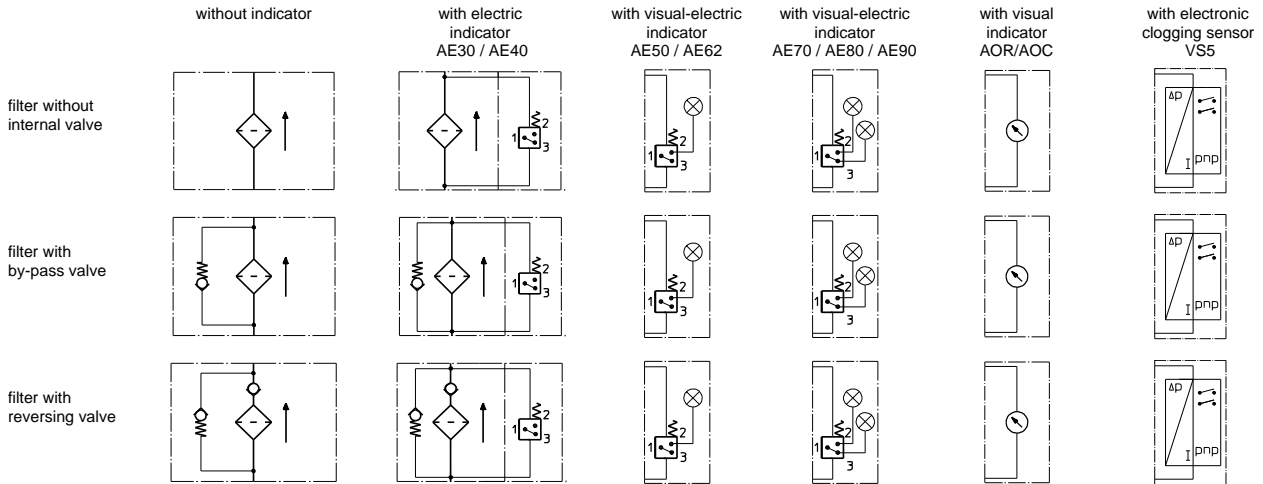 without indicator
with electric
indicator
AE30 / AE40
with visual-electric
indicator
AE50 / AE62
with visual-electric
indicator
AE70 / AE80 / AE90
with visual
indicator
AOR/AOC
with electronic
clogging sensor
VS5
filter without
internal valve
1 2 3
1 2 3
1 2 3
Δp
I pnp
filter with
by-pass valve
1 2 3
1 2 3
1 2 3
Δp
I pnp
filter with
reversing valve
1 2 3
1 2 3
1 2 3
Δp
I pnp